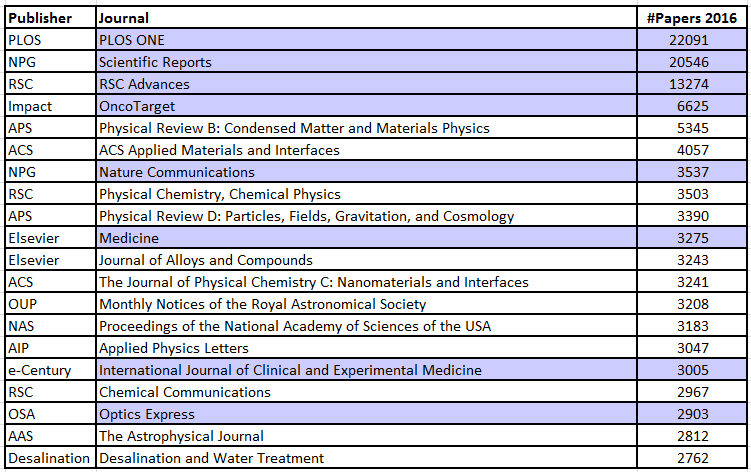 Publisher Journal #Papers 2016
PLOS PLOS ONE 22091
NPG Scientific Reports 20546
RSC RSC Advances 13274
Impact OncoTarget 6625
APS Physical Review B: Condensed Matter and Materials Physics 5345
ACS ACS Applied Materials and Interfaces 4057
NPG Nature Communications 3537
RSC Physical Chemistry, Chemical Physics 3503
APS Physical Review D: Particles, Fields, Gravitation, and Cosmology 3390
Elsevier Medicine 3275
Elsevier Journal of Alloys and Compounds 3243
ACS The Journal of Physical Chemistry C: Nanomaterials and Interfaces 3241
OUP Monthly Notices of the Royal Astronomical Society 3208
NAS Proceedings of the National Academy of Sciences of the USA 3183
AIP Applied Physics Letters 3047
e-Century International Journal of Clinical and Experimental Medicine 3005
RSC Chemical Communications 2967
OSA Optics Express 2903
AAS The Astrophysical Journal 2812
Desalination Desalination and Water Treatment 2762